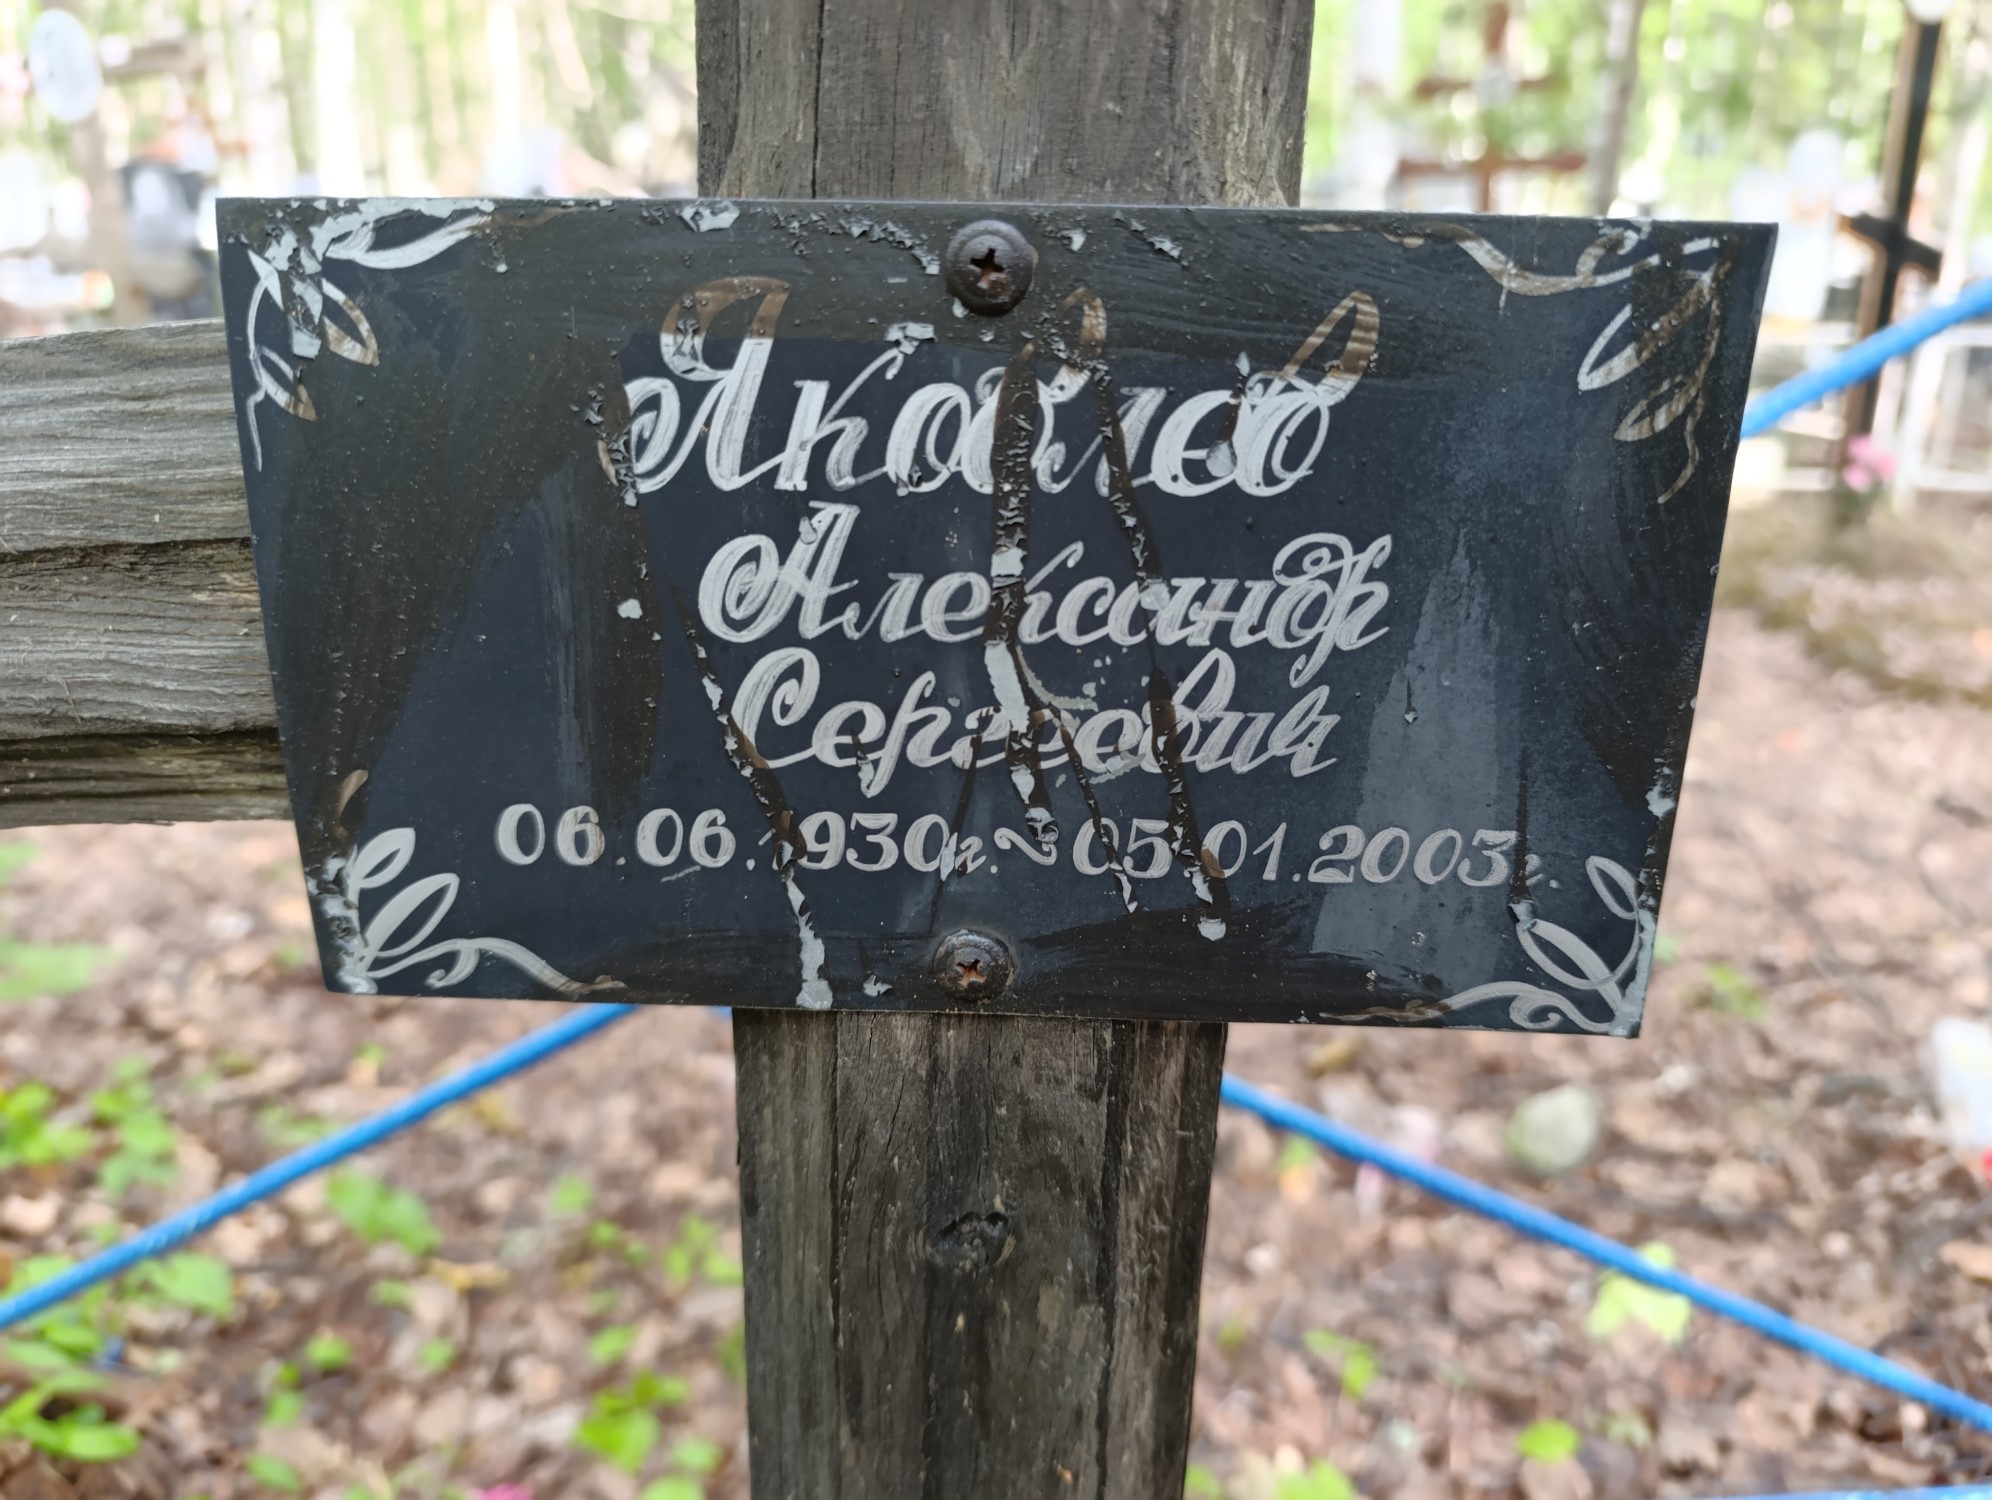 Яковлев
Александр
Сергеевич
06.06.1930г. ~ 05.01.2003г.